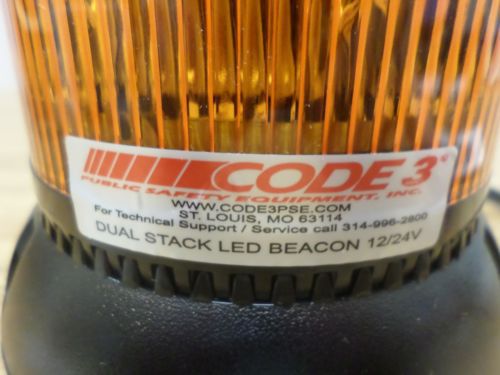 CODE 3®
PUBLIC SAFETY EQUIPMENT, INC.
WWW.CODE3PSE.COM
ST. LOUIS, MO 63114
For Technical Support / Service call 314-996-2800
DUAL STACK LED BEACON 12/24V